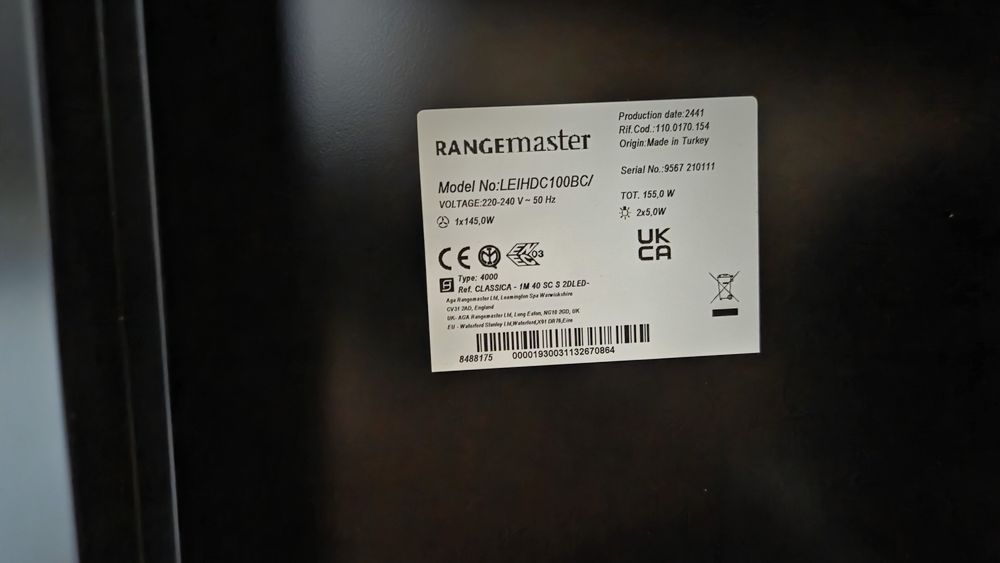 RANGEmaster
Production date:2441
Rif.Cod.:110.0170.154
Origin:Made in Turkey
Model No:LEIHDC100BC/
Serial No.:9567 210111
VOLTAGE:220-240 V ~ 50 Hz
TOT. 155,0 W
1x145,0W
2x5,0W
CE
03
UK
CA
Type: 4000
Ref. CLASSICA - 1M 40 SC S 2DLED-
Aga Rangemaster Ltd, Leamington Spa Warwickshire
CV31 2AD, England
UK- AGA Rangemaster Ltd, Long Eaton, NG10 2GD, UK
EU - Waterford Stanley Ltd,Waterford,X91 DR76,Eire
8488175
00001930031132670864